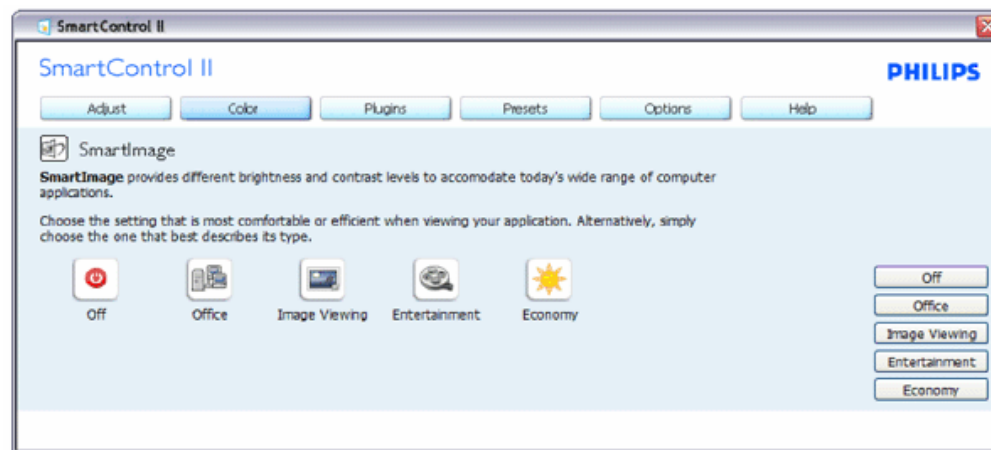 SmartControl II
SmartControl II
PHILIPS
Adjust
Color
Plugins
Presets
Options
Help
SmartImage
SmartImage provides different brightness and contrast levels to accomodate today's wide range of computer
applications.
Choose the setting that is most comfortable or efficient when viewing your application. Alternatively, simply
choose the one that best describes its type.
Off
Office
Image Viewing
Entertainment
Economy
Off
Office
Image Viewing
Entertainment
Economy